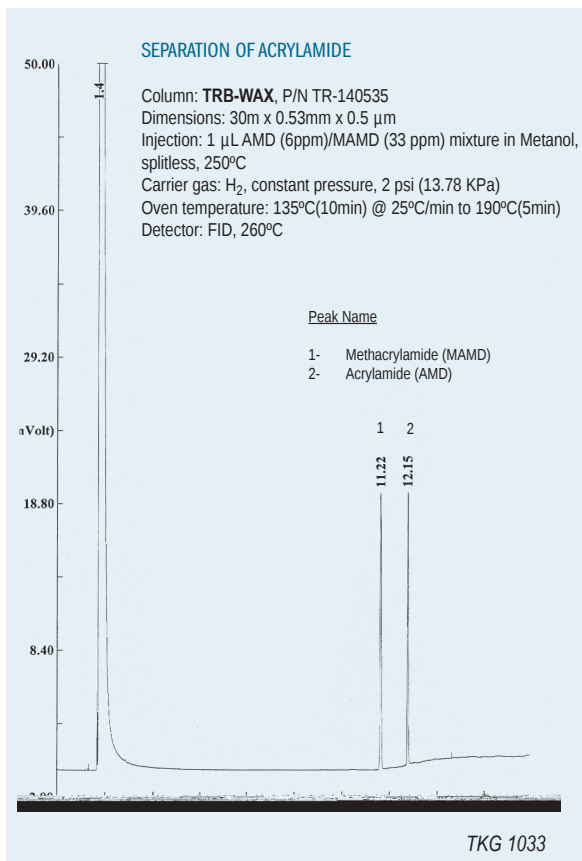 SEPARATION OF ACRYLAMIDE
50.00
1.4
Column: TRB-WAX, P/N TR-140535
Dimensions: 30m x 0.53mm x 0.5 µm
Injection: 1 µL AMD (6ppm)/MAMD (33 ppm) mixture in Metanol,
splitless, 250ºC
Carrier gas: H₂, constant pressure, 2 psi (13.78 KPa)
39.60
Oven temperature: 135ºC(10min) @ 25ºC/min to 190ºC(5min)
Detector: FID, 260ºC
Peak Name
1- Methacrylamide (MAMD)
2- Acrylamide (AMD)
29.20
nVolt)
1 2
11.22 12.15
18.80
8.40
TKG 1033